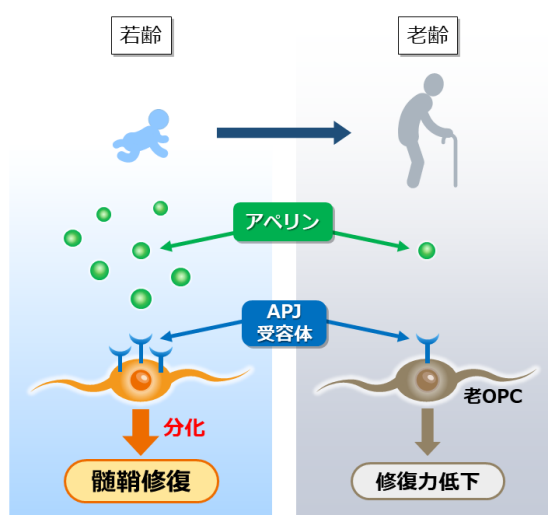 若齢
老齢
アペリン
APJ
受容体
老OPC
分化
髄鞘修復
修復力低下